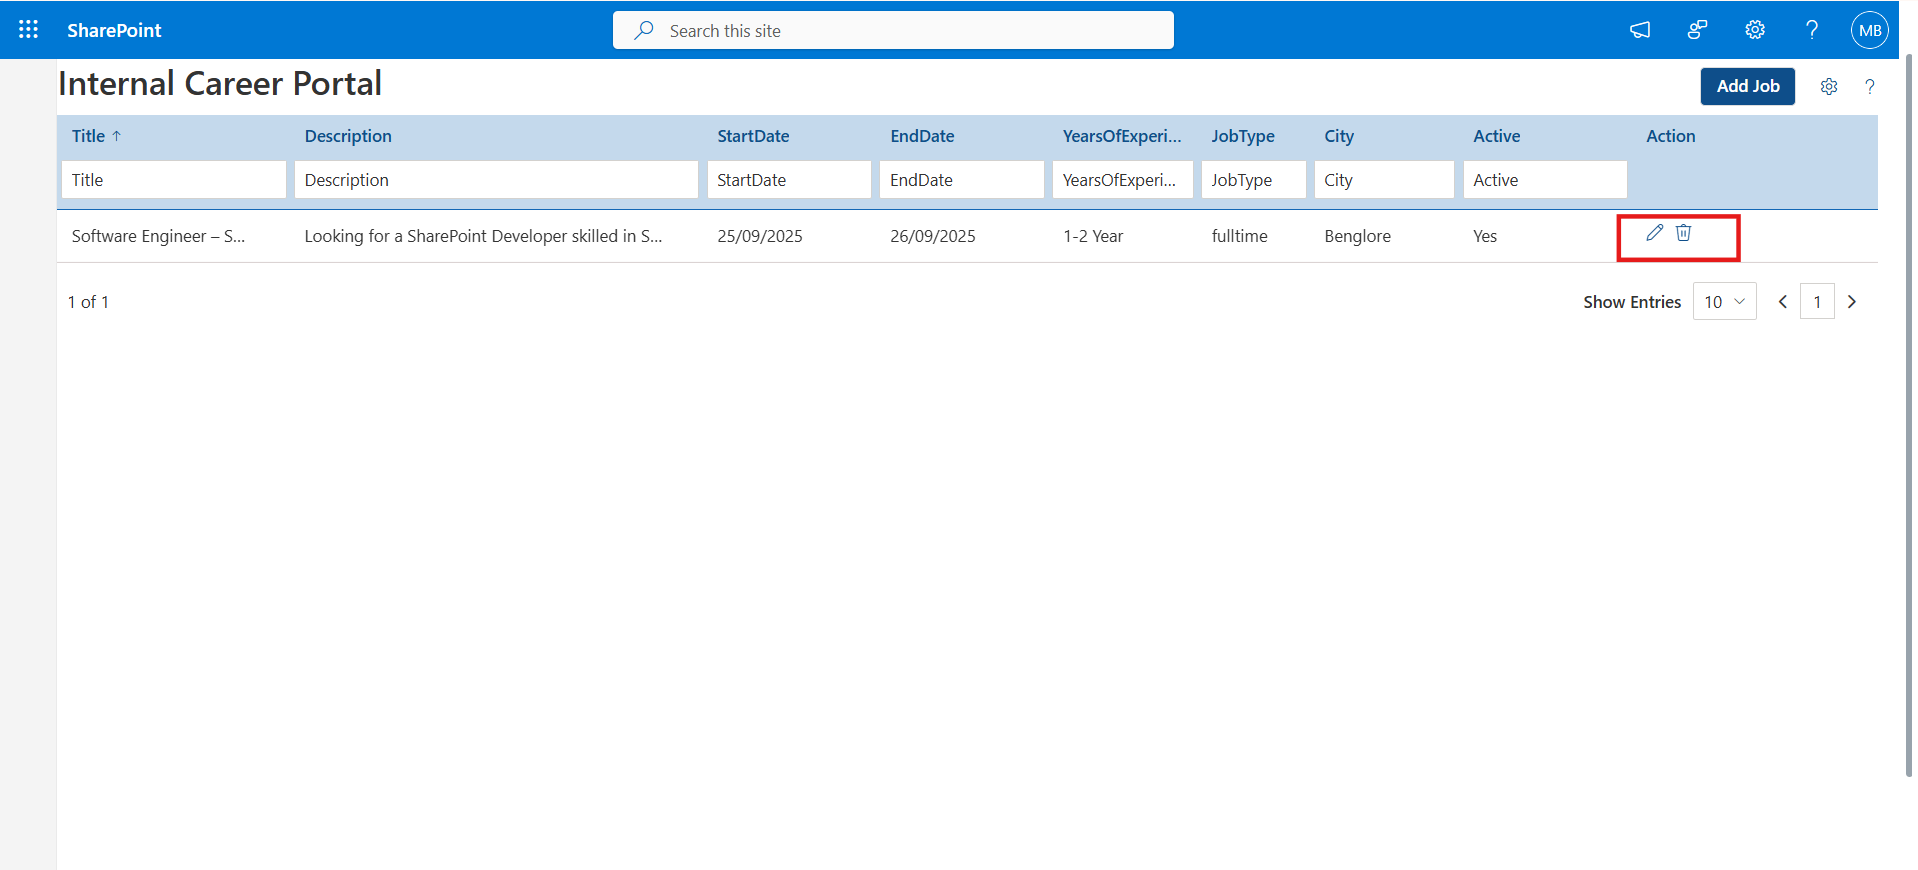 SharePoint
Search this site
MB
Internal Career Portal
Add Job
Title ↑ Description StartDate EndDate YearsOfExperi... JobType City Active Action
Title Description StartDate EndDate YearsOfExperi... JobType City Active
Software Engineer – S... Looking for a SharePoint Developer skilled in S... 25/09/2025 26/09/2025 1-2 Year fulltime Benglore Yes
1 of 1 Show Entries 10 1